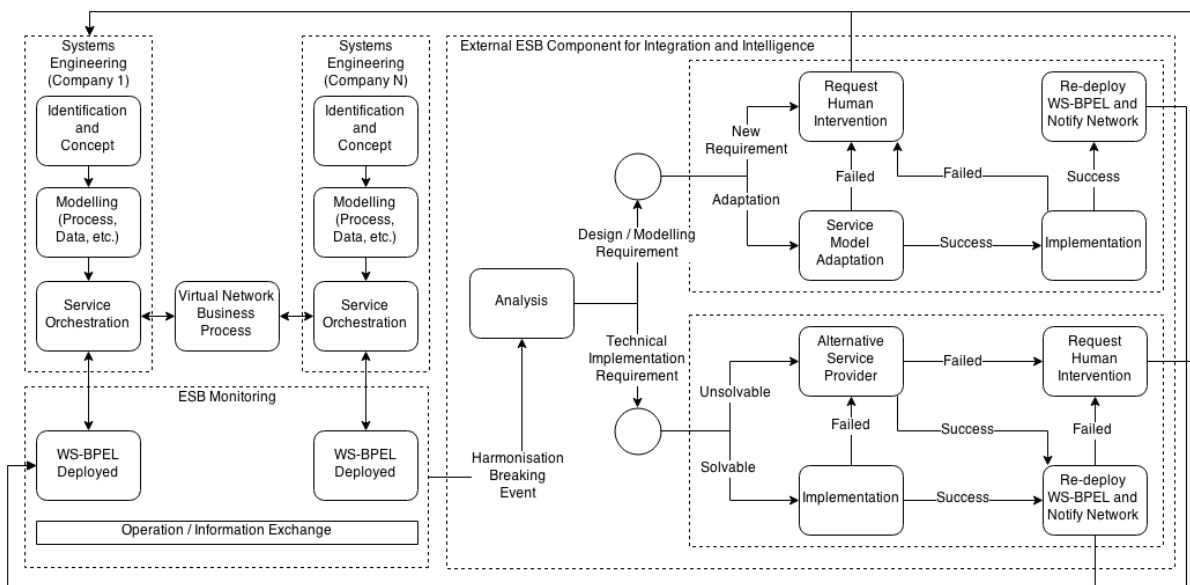 Systems
Engineering
(Company 1)
Identification
and
Concept
Modelling
(Process,
Data, etc.)
Service
Orchestration
Virtual Network
Business
Process
Systems
Engineering
(Company N)
Identification
and
Concept
Modelling
(Process,
Data, etc.)
Service
Orchestration
ESB Monitoring
WS-BPEL
Deployed
WS-BPEL
Deployed
Operation / Information Exchange
Harmonisation
Breaking
Event
External ESB Component for Integration and Intelligence
Analysis
Design / Modelling
Requirement
Technical
Implementation
Requirement
New
Requirement
Adaptation
Request
Human
Intervention
Failed
Service
Model
Adaptation
Success
Failed
Implementation
Success
Re-deploy
WS-BPEL and
Notify Network
Unsolvable
Solvable
Alternative
Service
Provider
Failed
Request
Human
Intervention
Failed
Success
Failed
Implementation
Success
Re-deploy
WS-BPEL and
Notify Network